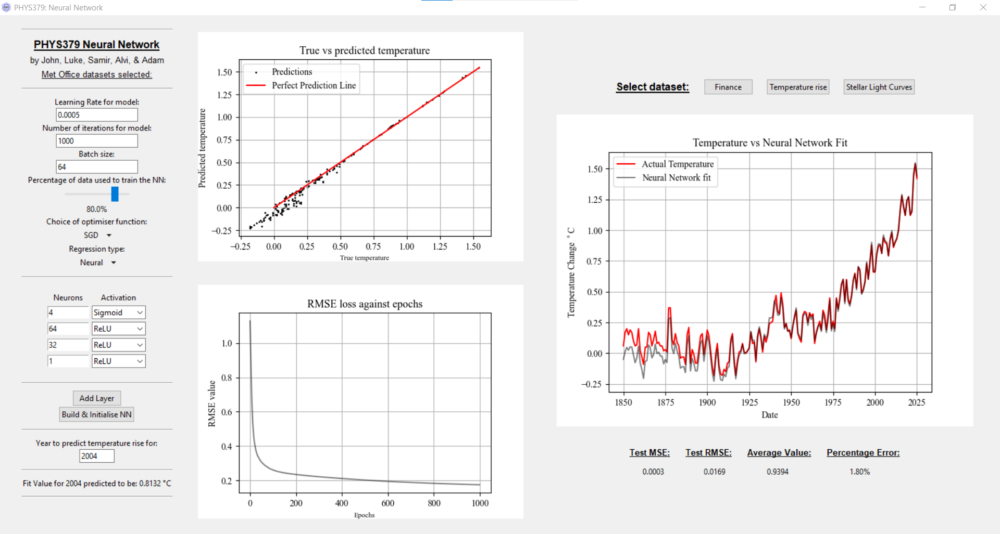 PHYS379: Neural Network
PHYS379 Neural Network
by John, Luke, Samir, Alvi, & Adam
Met Office datasets selected:
Learning Rate for model:
0.0005
Number of iterations for model:
1000
Batch size:
64
Percentage of data used to train the NN:
80.0%
Choice of optimiser function:
SGD
Regression type:
Neural
Neurons Activation
4 Sigmoid
64 ReLU
32 ReLU
1 ReLU
Add Layer
Build & Initialise NN
Year to predict temperature rise for:
2004
Fit Value for 2004 predicted to be: 0.8132 °C
True vs predicted temperature
Predictions
Perfect Prediction Line
Predicted temperature
1.50
1.25
1.00
0.75
0.50
0.25
0.00
−0.25
−0.25 0.00 0.25 0.50 0.75 1.00 1.25 1.50
True temperature
RMSE loss against epochs
RMSE value
1.0
0.8
0.6
0.4
0.2
0 200 400 600 800 1000
Epochs
Select dataset: Finance Temperature rise Stellar Light Curves
Temperature vs Neural Network Fit
Actual Temperature
Neural Network fit
Temperature Change °C
1.50
1.25
1.00
0.75
0.50
0.25
0.00
−0.25
1850 1875 1900 1925 1950 1975 2000 2025
Date
Test MSE: Test RMSE: Average Value: Percentage Error:
0.0003 0.0169 0.9394 1.80%